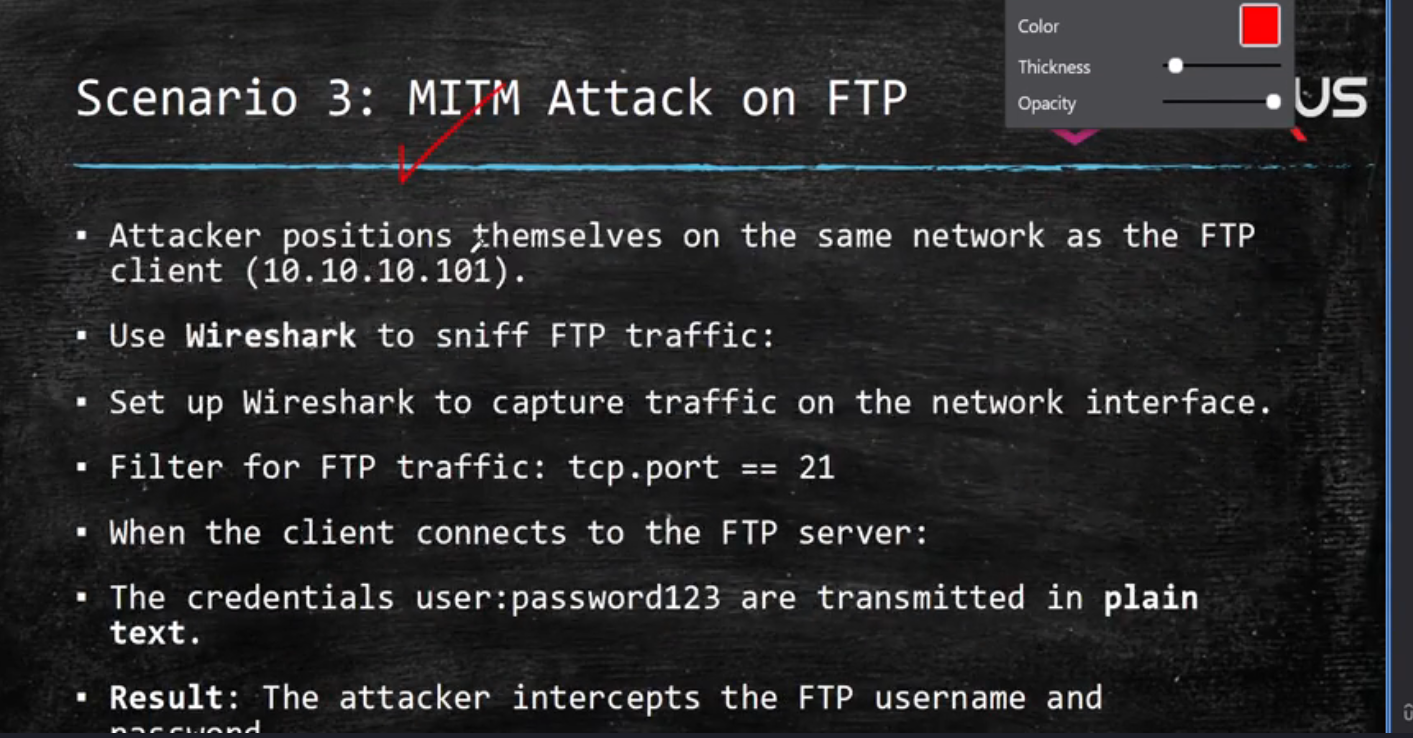 Color
Thickness
Opacity
Scenario 3: MITM Attack on FTP
US
▪ Attacker positions themselves on the same network as the FTP
client (10.10.10.101).
▪ Use Wireshark to sniff FTP traffic:
▪ Set up Wireshark to capture traffic on the network interface.
▪ Filter for FTP traffic: tcp.port == 21
▪ When the client connects to the FTP server:
▪ The credentials user:password123 are transmitted in plain
text.
▪ Result: The attacker intercepts the FTP username and
password